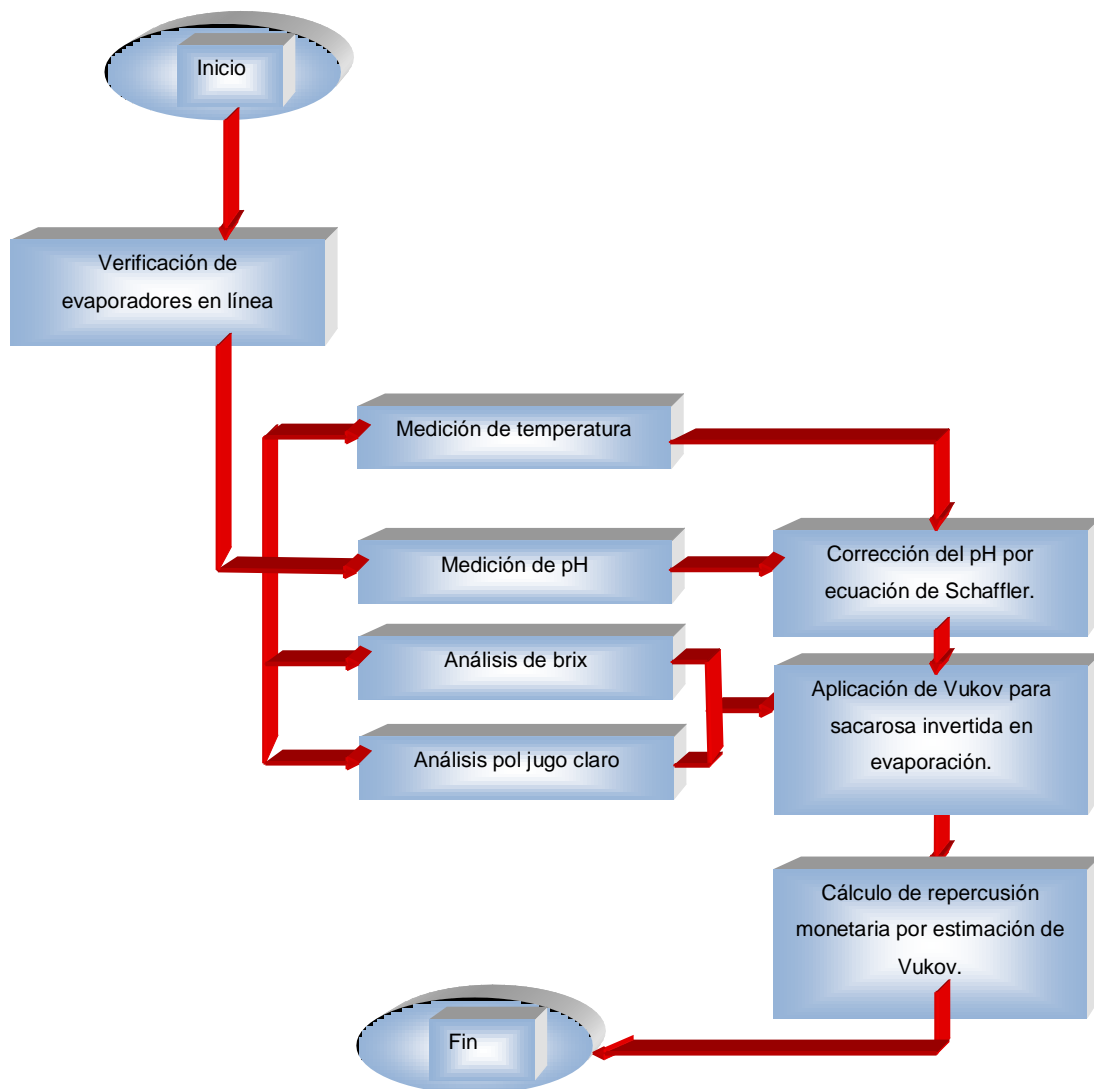 Inicio
Verificación de
evaporadores en línea
Medición de temperatura
Medición de pH
Corrección del pH por
ecuación de Schaffler.
Análisis de brix
Análisis pol jugo claro
Aplicación de Vukov para
sacarosa invertida en
evaporación.
Cálculo de repercusión
monetaria por estimación de
Vukov.
Fin